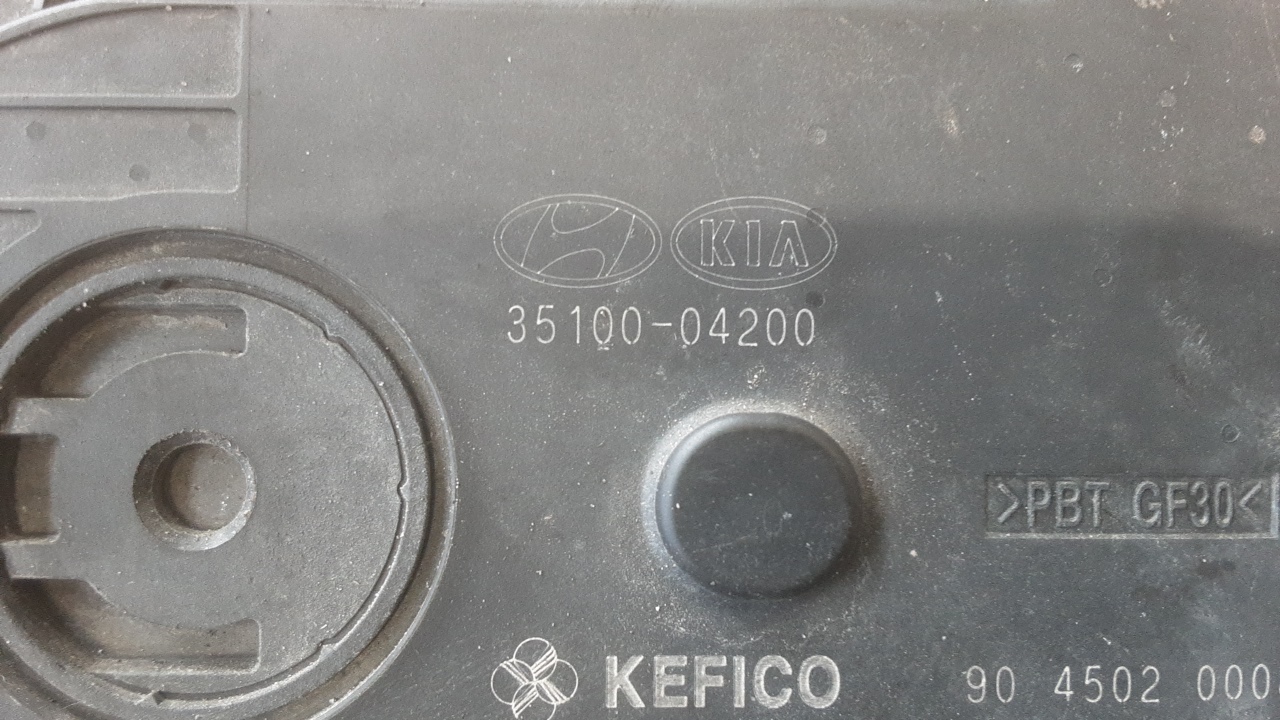 KIA
35100-04200
>PBT GF30<
KEFICO
90 4502 000